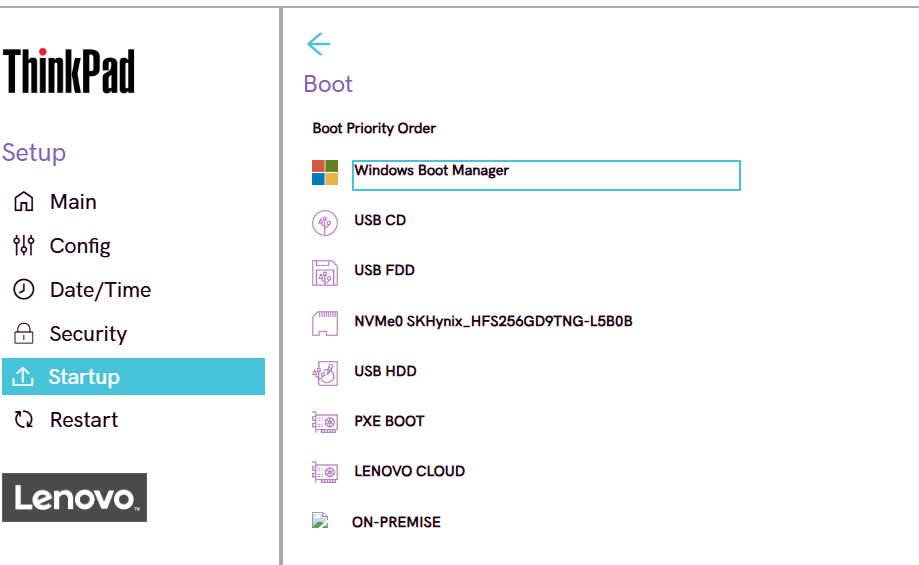 ThinkPad
Setup
Main
Config
Date/Time
Security
Startup
Restart
Lenovo™
Boot
Boot Priority Order
Windows Boot Manager
USB CD
USB FDD
NVMe0 SKHynix_HFS256GD9TNG-L5B0B
USB HDD
PXE BOOT
LENOVO CLOUD
ON-PREMISE